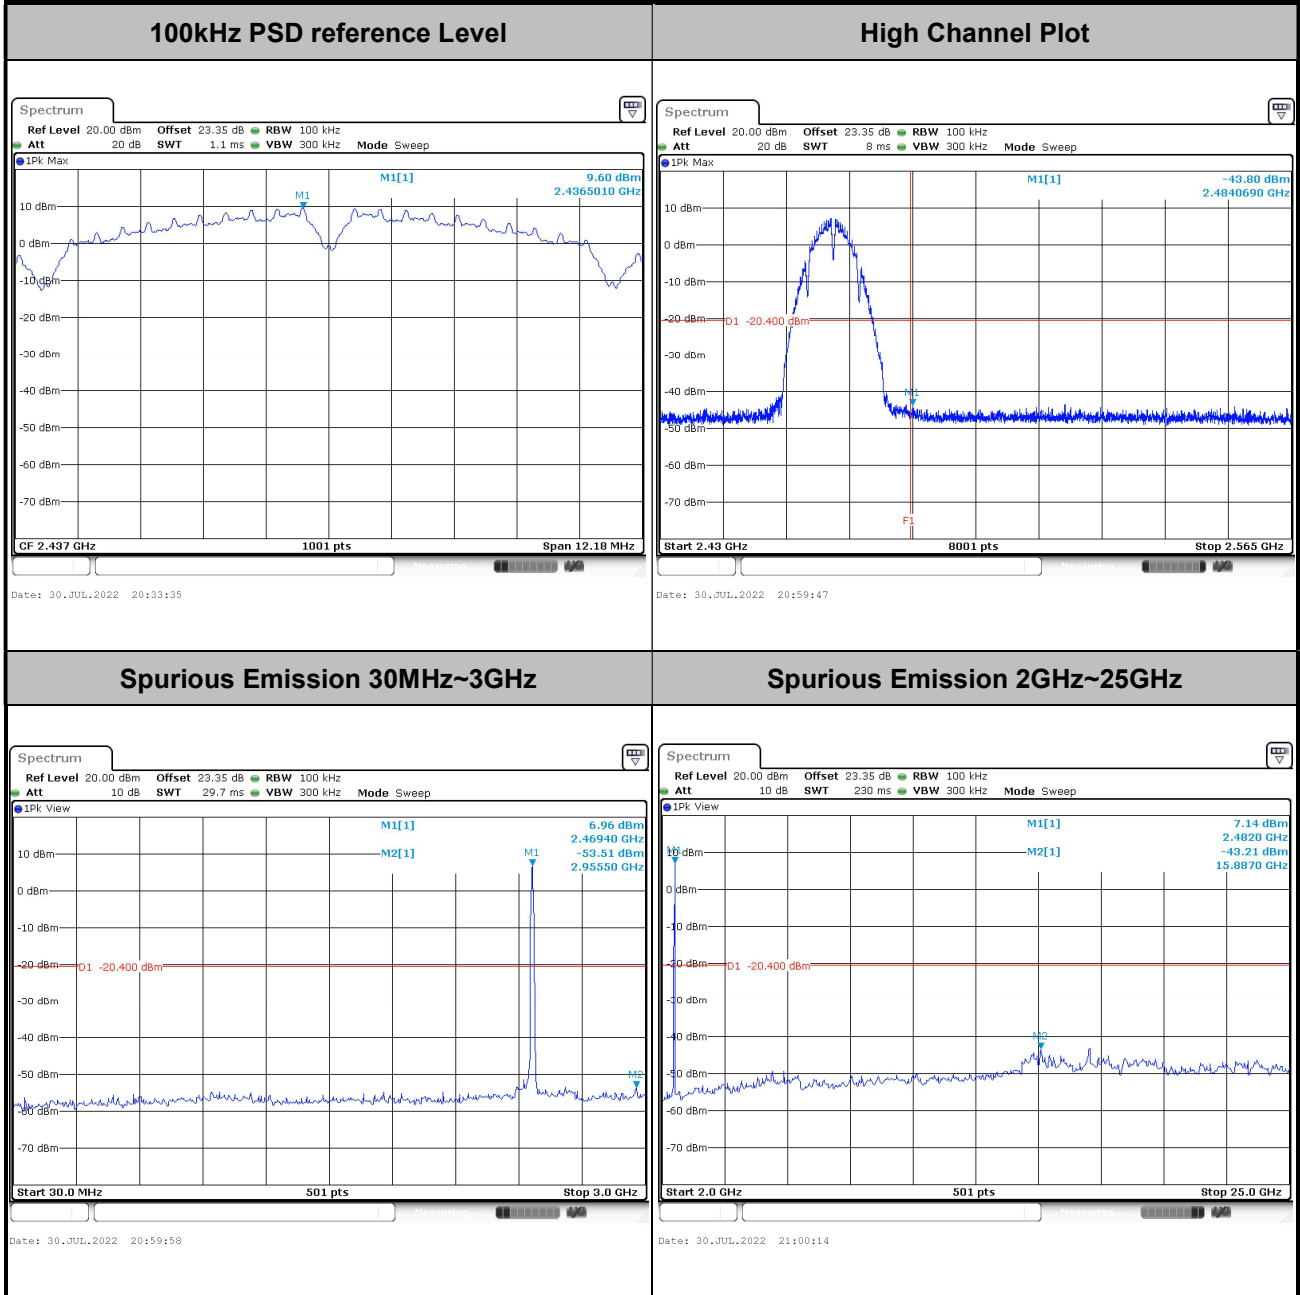 100kHz PSD reference Level
Spectrum
Ref Level 20.00 dBm Offset 23.35 dB RBW 100 kHz
Att 20 dB SWT 1.1 ms VBW 300 kHz Mode Sweep
1Pk Max
M1[1] 9.60 dBm
2.4365010 GHz
M1
10 dBm
0 dBm
-10 dBm
-20 dBm
-30 dBm
-40 dBm
-50 dBm
-60 dBm
-70 dBm
CF 2.437 GHz 1001 pts Span 12.18 MHz
Measuring...
Date: 30.JUL.2022 20:33:35
High Channel Plot
Spectrum
Ref Level 20.00 dBm Offset 23.35 dB RBW 100 kHz
Att 20 dB SWT 8 ms VBW 300 kHz Mode Sweep
1Pk Max
M1[1] -43.80 dBm
2.4840690 GHz
10 dBm
0 dBm
-10 dBm
-20 dBm
D1 -20.400 dBm
-30 dBm
-40 dBm
M1
-50 dBm
-60 dBm
-70 dBm
F1
Start 2.43 GHz 8001 pts Stop 2.565 GHz
Measuring...
Date: 30.JUL.2022 20:59:47
Spurious Emission 30MHz~3GHz
Spectrum
Ref Level 20.00 dBm Offset 23.35 dB RBW 100 kHz
Att 10 dB SWT 29.7 ms VBW 300 kHz Mode Sweep
1Pk View
M1[1] 6.96 dBm
2.46940 GHz
M2[1] -53.51 dBm
2.95550 GHz
M1
10 dBm
0 dBm
-10 dBm
-20 dBm
D1 -20.400 dBm
-30 dBm
-40 dBm
-50 dBm
M2
-60 dBm
-70 dBm
Start 30.0 MHz 501 pts Stop 3.0 GHz
Measuring...
Date: 30.JUL.2022 20:59:58
Spurious Emission 2GHz~25GHz
Spectrum
Ref Level 20.00 dBm Offset 23.35 dB RBW 100 kHz
Att 10 dB SWT 230 ms VBW 300 kHz Mode Sweep
1Pk View
M1[1] 7.14 dBm
2.4820 GHz
M2[1] -43.21 dBm
15.8870 GHz
M1
10 dBm
0 dBm
-10 dBm
-20 dBm
D1 -20.400 dBm
-30 dBm
-40 dBm
M2
-50 dBm
-60 dBm
-70 dBm
Start 2.0 GHz 501 pts Stop 25.0 GHz
Measuring...
Date: 30.JUL.2022 21:00:14